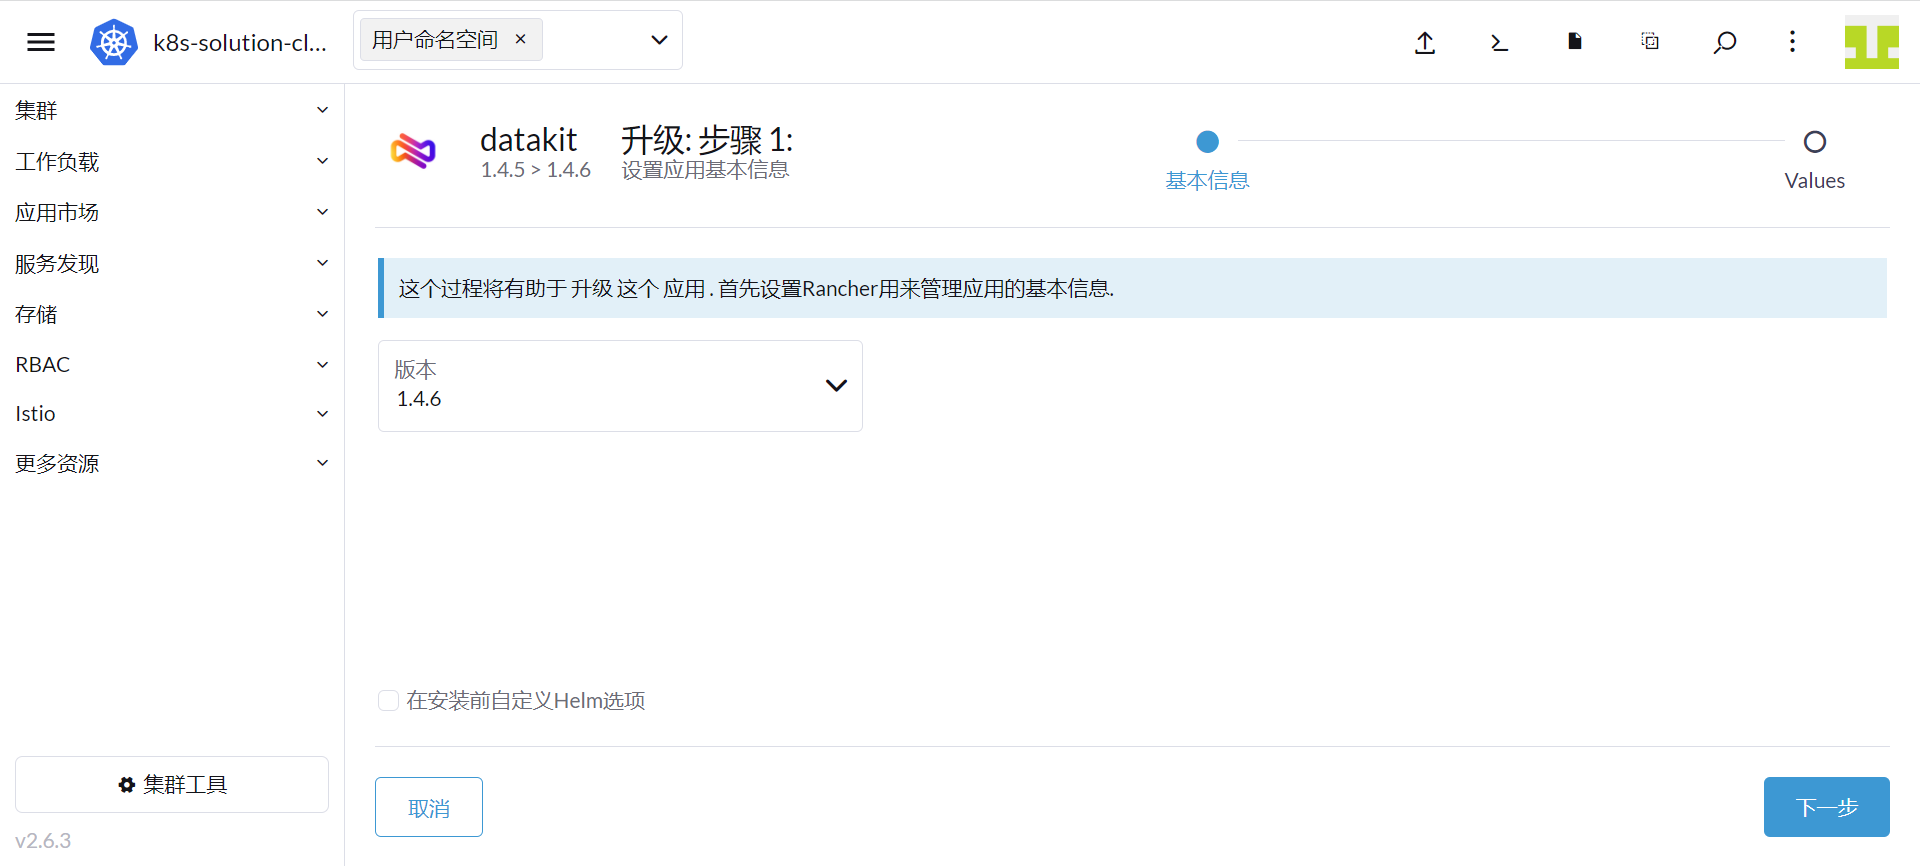 k8s-solution-cl...
用户命名空间 ×
集群
工作负载
应用市场
服务发现
存储
RBAC
Istio
更多资源
集群工具
v2.6.3
datakit
1.4.5 > 1.4.6
升级: 步骤 1:
设置应用基本信息
基本信息
Values
这个过程将有助于 升级 这个 应用 . 首先设置Rancher用来管理应用的基本信息.
版本
1.4.6
在安装前自定义Helm选项
取消
下一步